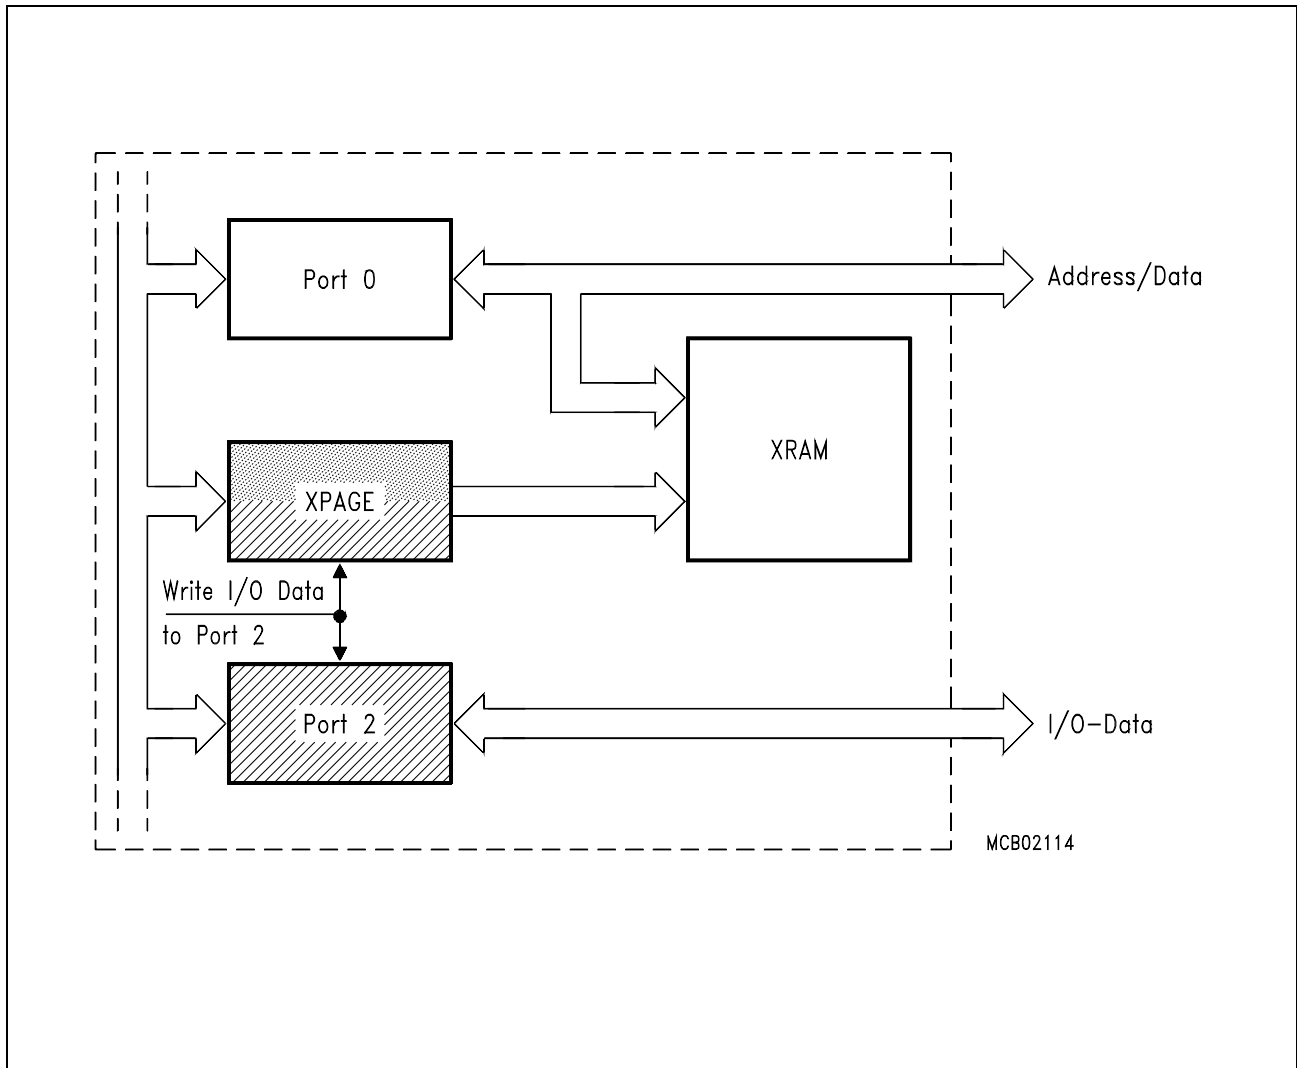 Port 0
Address/Data
XRAM
XPAGE
Write I/O Data
to Port 2
Port 2
I/O-Data
MCB02114